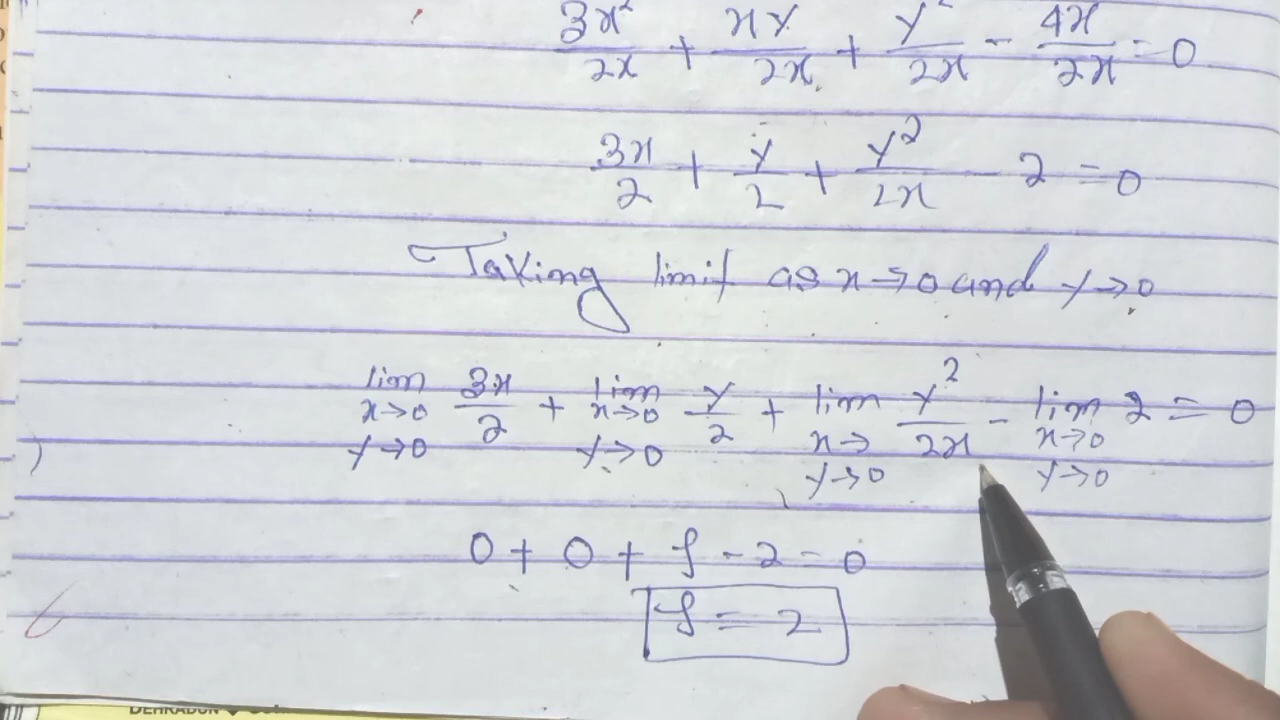 3x²/2x + xy/2x + y²/2x - 4x/2x = 0
3x/2 + y/2 + y²/2x - 2 = 0
Taking limit as x→0 and y→0
lim x→0 y→0 3x/2 + lim x→0 y→0 y/2 + lim x→ y→0 y²/2x - lim x→0 y→0 2 = 0
0 + 0 + ρ - 2 = 0
ρ = 2
DEHRADUN